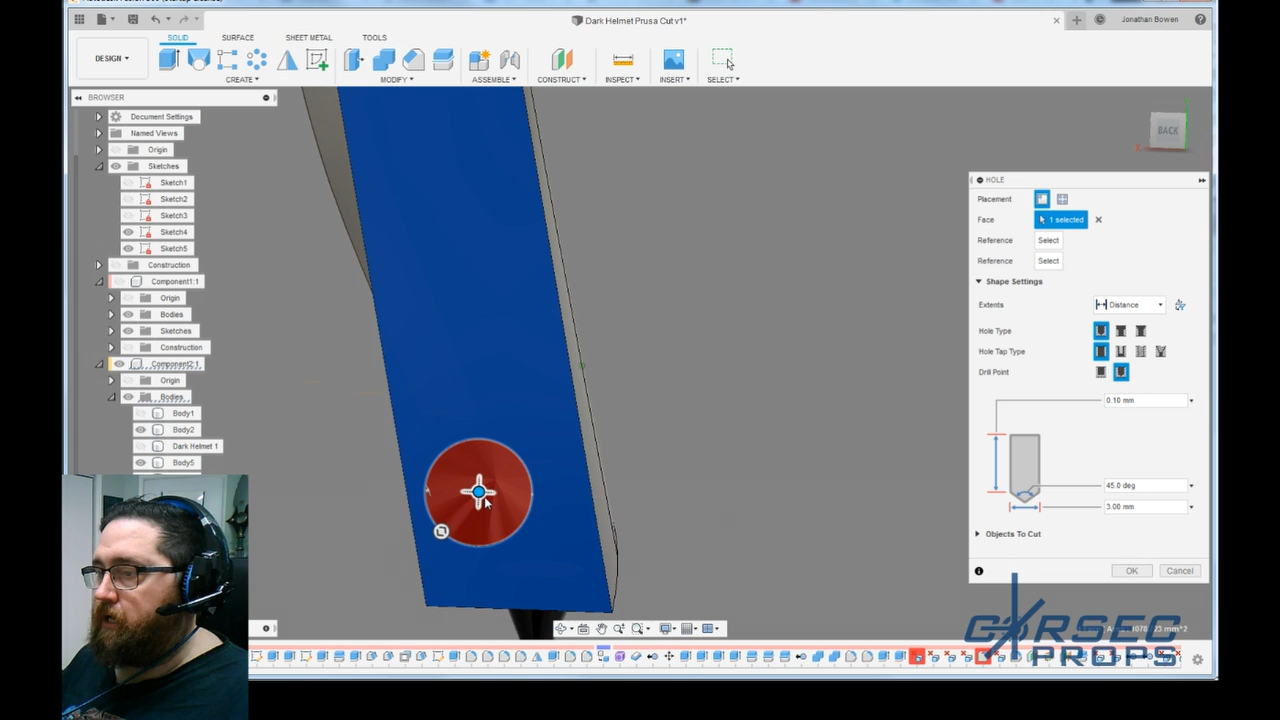 Dark Helmet Prusa Cut v1*
Jonathan Bowen
SOLID SURFACE SHEET METAL TOOLS
DESIGN
CREATE MODIFY ASSEMBLE CONSTRUCT INSPECT INSERT SELECT
BROWSER
Document Settings
Named Views
Origin
Sketches
Sketch1
Sketch2
Sketch3
Sketch4
Sketch5
Construction
Component1:1
Origin
Bodies
Sketches
Construction
Component2:1
Origin
Bodies
Body1
Body2
Dark Helmet 1
Body5
BACK
X
HOLE
Placement
Face 1 selected
Reference Select
Reference Select
Shape Settings
Extents Distance
Hole Type
Hole Tap Type
Drill Point
0.10 mm
45.0 deg
3.00 mm
Objects To Cut
OK Cancel
CORSEC
PROPS